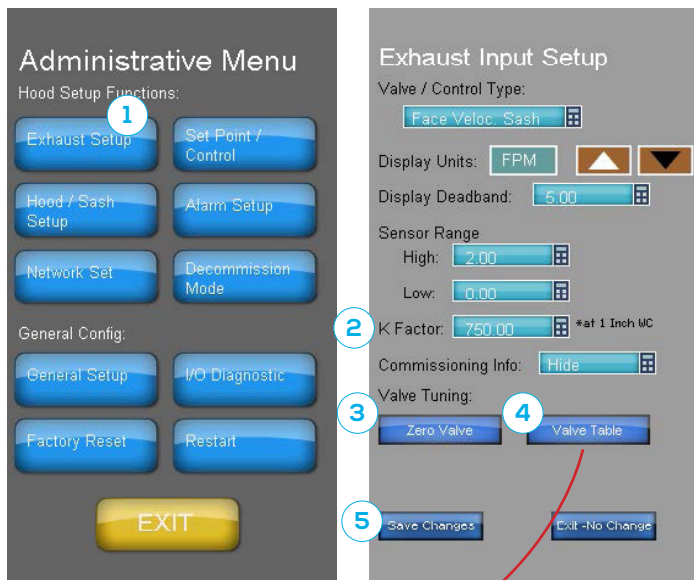 Administrative Menu
Hood Setup Functions:
1
Exhaust Setup
Set Point /
Control
Hood / Sash
Setup
Alarm Setup
Network Set
Decommission
Mode
General Config:
General Setup
I/O Diagnostic
Factory Reset
Restart
EXIT
Exhaust Input Setup
Valve / Control Type:
Face Veloc. Sash
Display Units: FPM
Display Deadband: 5.00
Sensor Range
High: 2.00
Low: 0.00
2 K Factor: 750.00 *at 1 Inch WC
Commissioning Info: Hide
Valve Tuning:
3 Zero Valve 4 Valve Table
5 Save Changes Exit -No Change